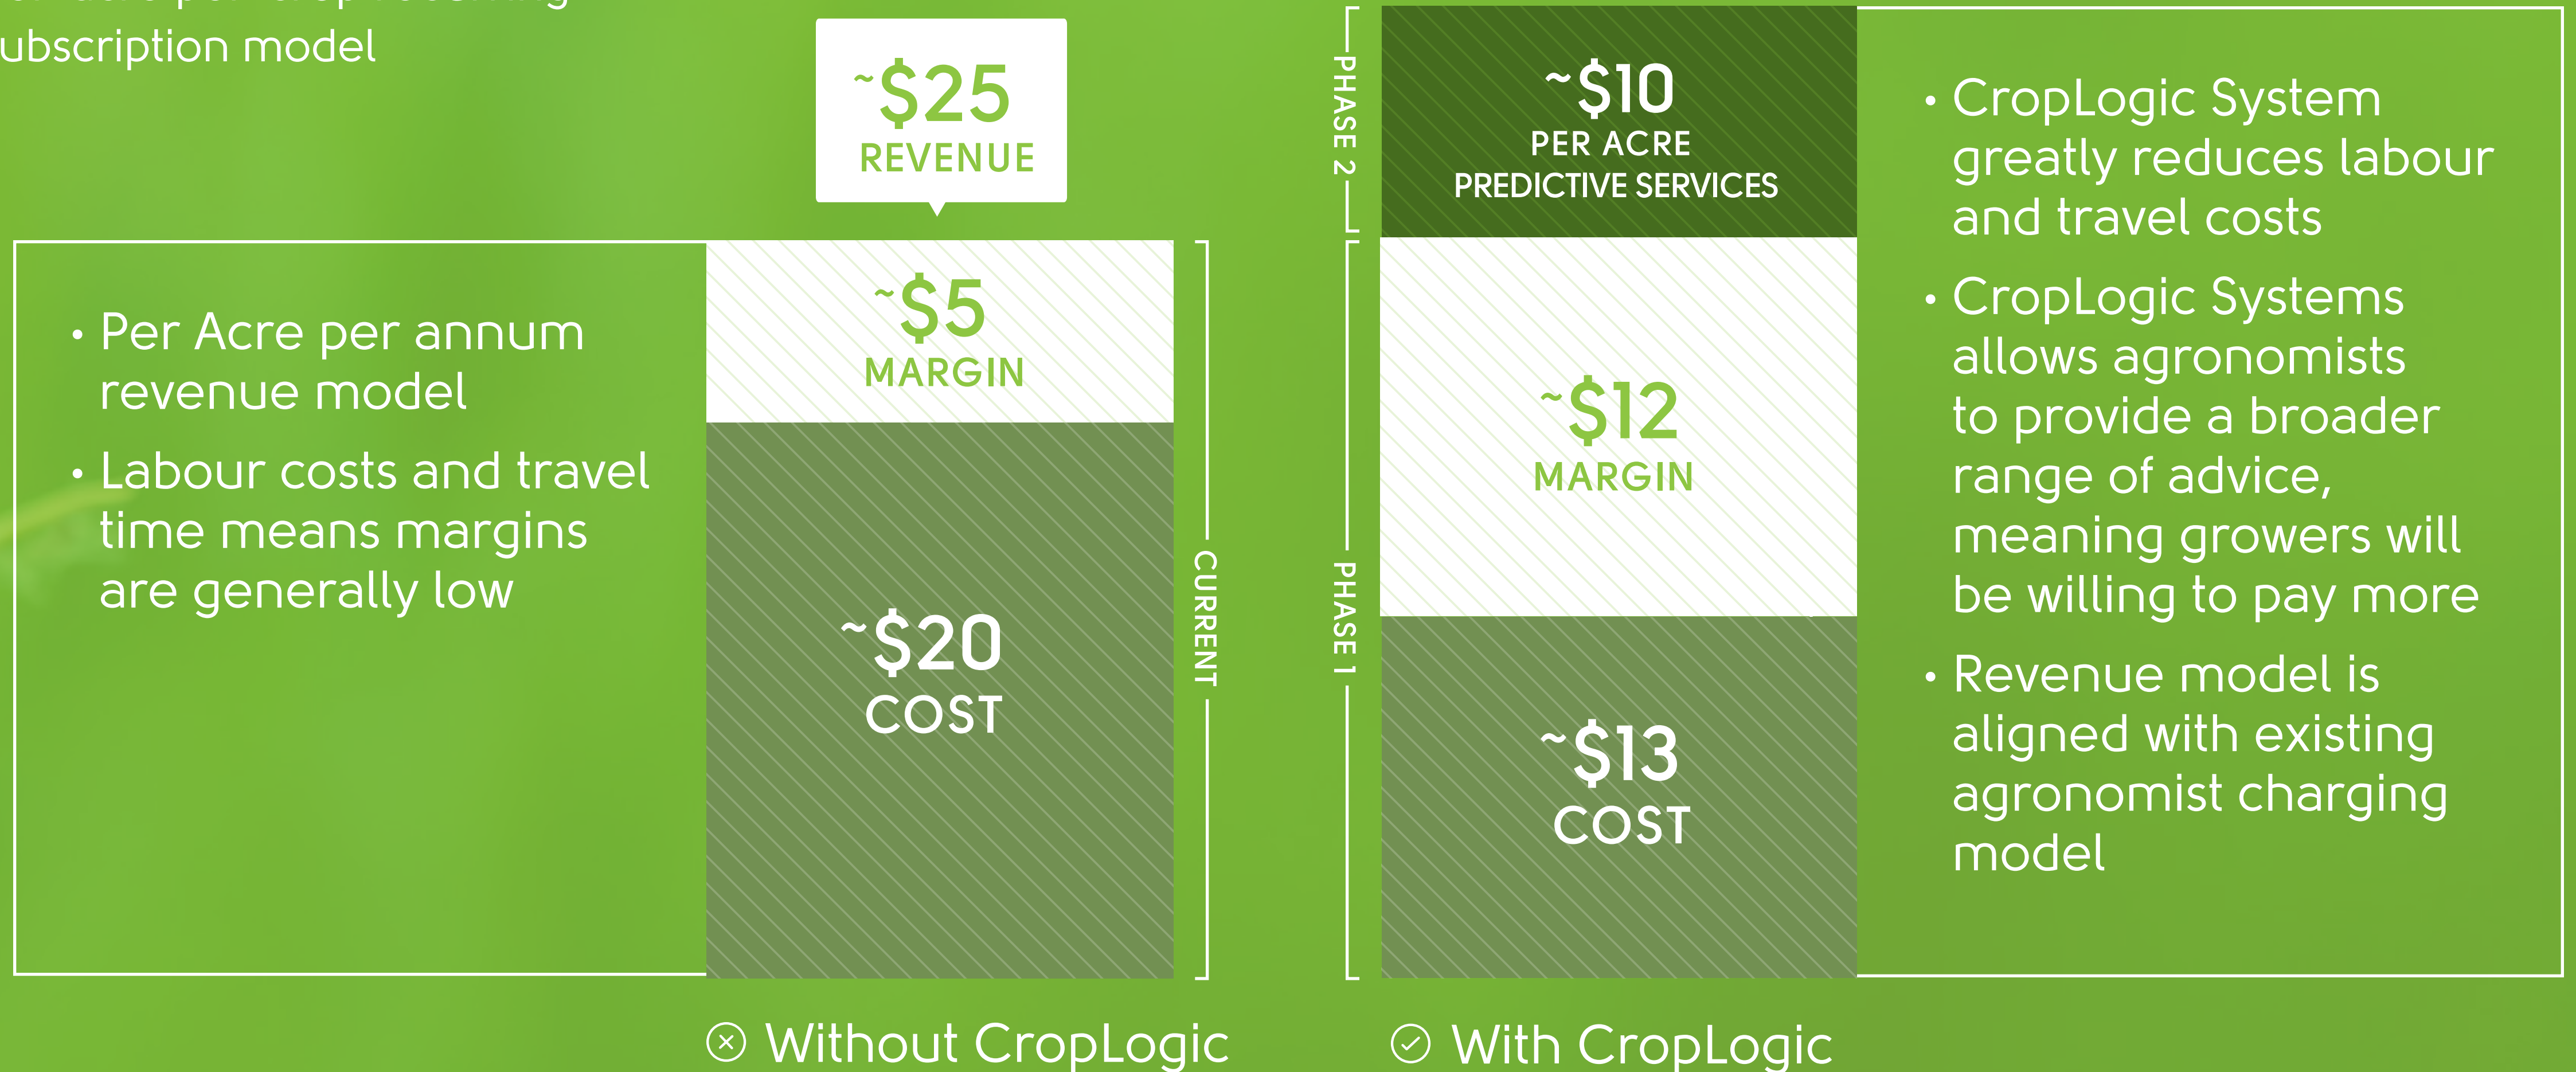 ubscription model
~$25
REVENUE
• Per Acre per annum
revenue model
• Labour costs and travel
time means margins
are generally low
~$5
MARGIN
~$20
COST
CURRENT
Without CropLogic
PHASE 2
PHASE 1
~$10
PER ACRE
PREDICTIVE SERVICES
~$12
MARGIN
~$13
COST
With CropLogic
• CropLogic System
greatly reduces labour
and travel costs
• CropLogic Systems
allows agronomists
to provide a broader
range of advice,
meaning growers will
be willing to pay more
• Revenue model is
aligned with existing
agronomist charging
model